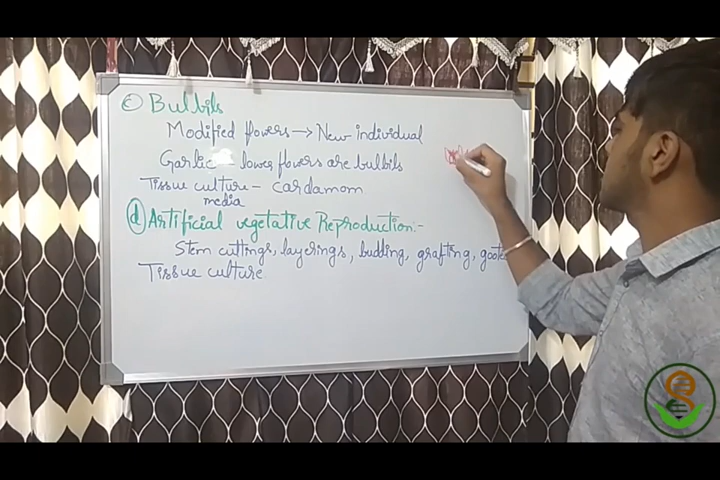 c Bulbils
Modified flowers → New individual
Garlic lower flowers are bulbils
Tissue culture - cardamom
media
d Artificial vegetative Reproduction:-
Stem cuttings, layerings, budding, grafting,
Tissue culture